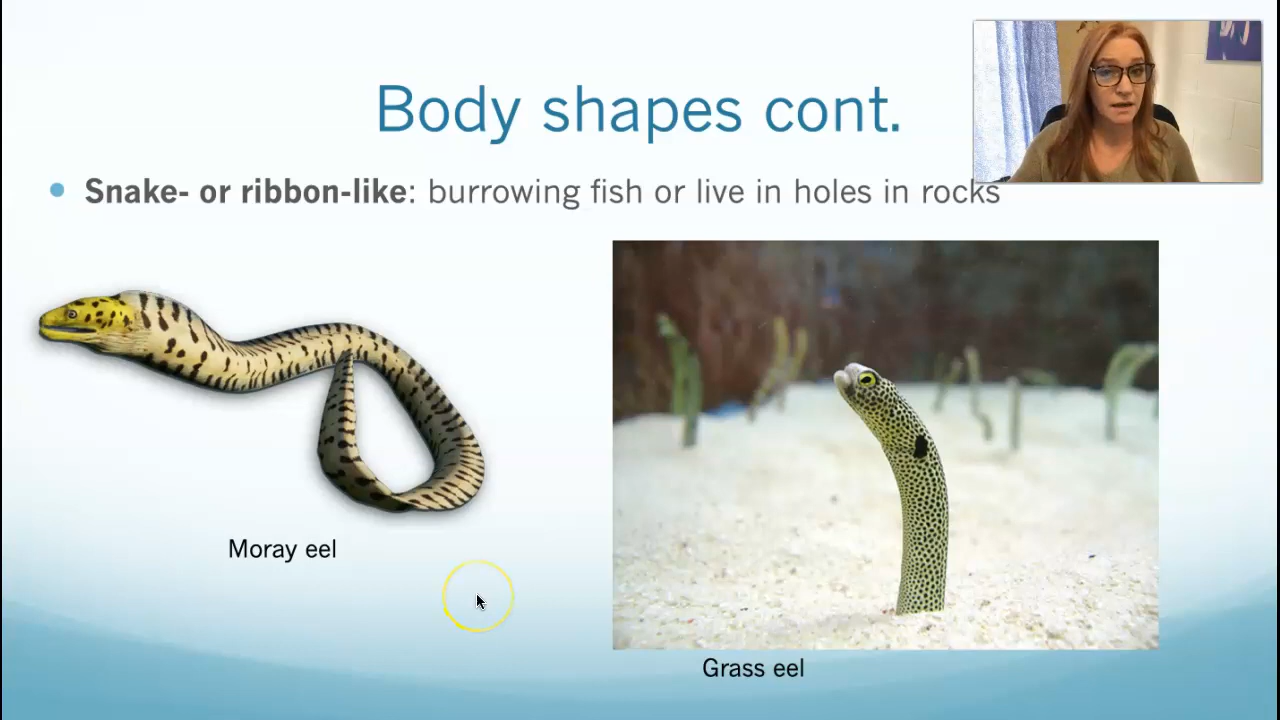 Body shapes cont.
Snake- or ribbon-like: burrowing fish or live in holes in rocks
Moray eel
Grass eel